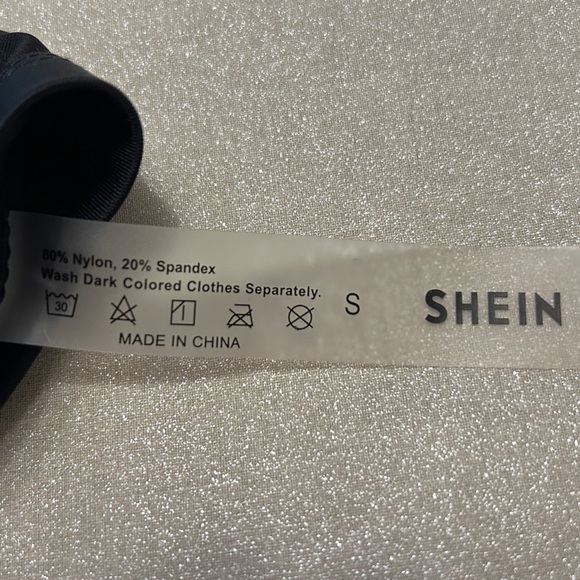 80% Nylon, 20% Spandex
Wash Dark Colored Clothes Separately.
30
S
SHEIN
MADE IN CHINA